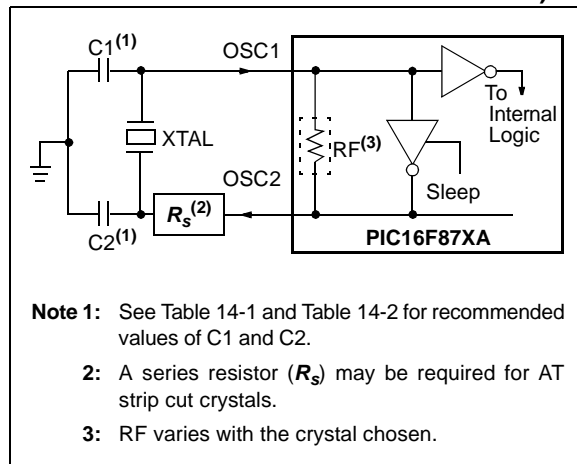 C1(1)
OSC1
To
Internal
Logic
XTAL
RF(3)
OSC2
Sleep
Rs(2)
C2(1)
PIC16F87XA
Note 1: See Table 14-1 and Table 14-2 for recommended
values of C1 and C2.
2: A series resistor (Rs) may be required for AT
strip cut crystals.
3: RF varies with the crystal chosen.